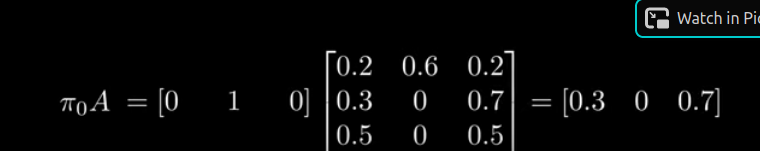 Watch in Pic
π₀A = [0 1 0] [0.2 0.6 0.2
0.3 0 0.7
0.5 0 0.5] = [0.3 0 0.7]